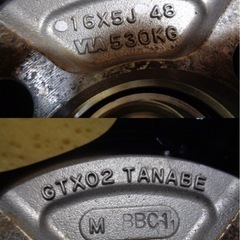 16X5J 48
VIA 530KG
GTX02 TANABE
M BBC-1